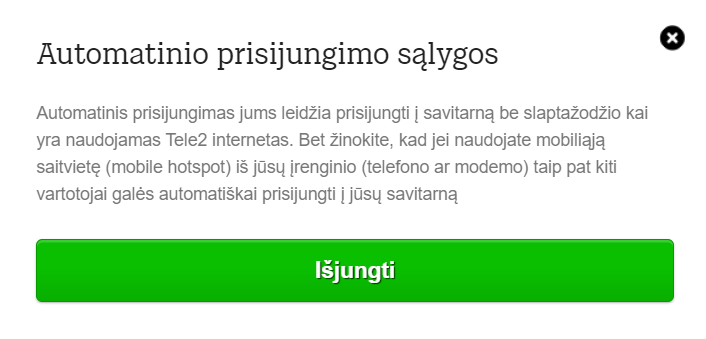 Automatinio prisijungimo sąlygos
Automatinis prisijungimas jums leidžia prisijungti į savitarną be slaptažodžio kai
yra naudojamas Tele2 internetas. Bet žinokite, kad jei naudojate mobiliąją
saitvietę (mobile hotspot) iš jūsų įrenginio (telefono ar modemo) taip pat kiti
vartotojai galės automatiškai prisijungti į jūsų savitarną
Išjungti